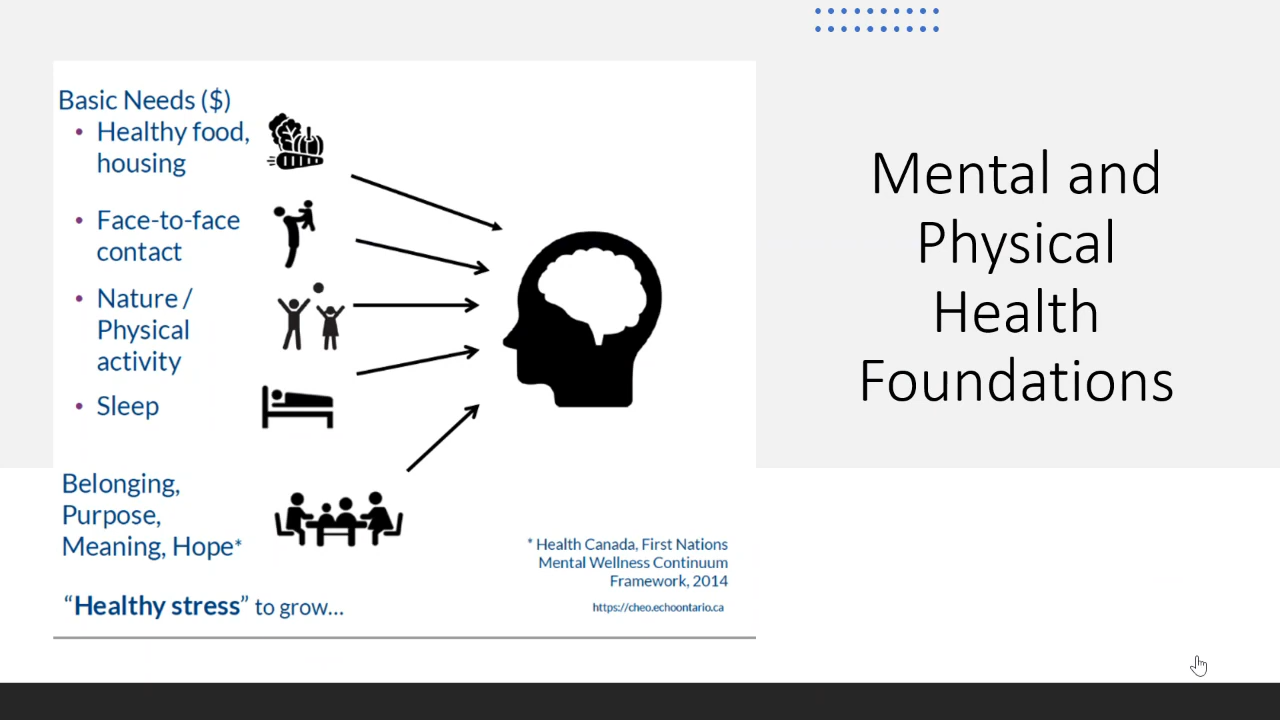 Basic Needs ($)
• Healthy food,
housing
• Face-to-face
contact
• Nature /
Physical
activity
• Sleep
Belonging,
Purpose,
Meaning, Hope*
“Healthy stress” to grow...
* Health Canada, First Nations
Mental Wellness Continuum
Framework, 2014
https://cheo.echoontario.ca
Mental and
Physical
Health
Foundations